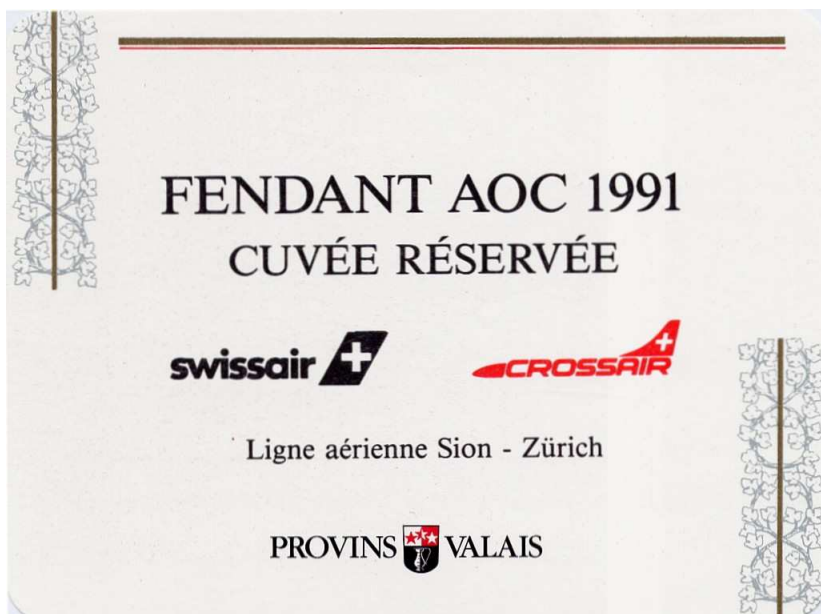 FENDANT AOC 1991
CUVÉE RÉSERVÉE
swissair CROSSAIR
Ligne aérienne Sion - Zürich
PROVINS VALAIS